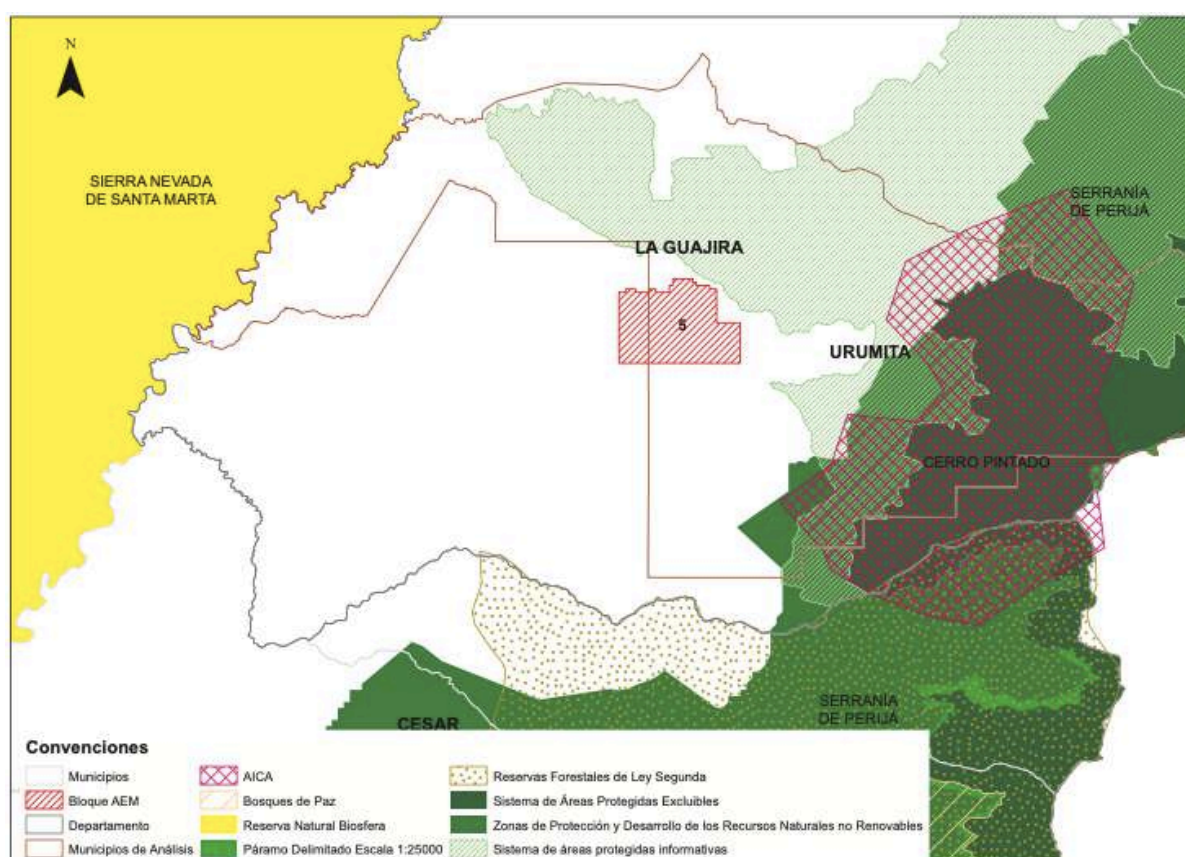 N
SIERRA NEVADA
DE SANTA MARTA
SERRANÍA
DE PERIJÁ
LA GUAJIRA
5
URUMITA
CERRO PINTADO
SERRANÍA
DE PERIJÁ
CESAR
Convenciones
Municipios
Bloque AEM
Departamento
Municipios de Análisis
AICA
Bosques de Paz
Reserva Natural Biosfera
Páramo Delimitado Escala 1:25000
Reservas Forestales de Ley Segunda
Sistema de Áreas Protegidas Excluibles
Zonas de Protección y Desarrollo de los Recursos Naturales no Renovables
Sistema de áreas protegidas informativas